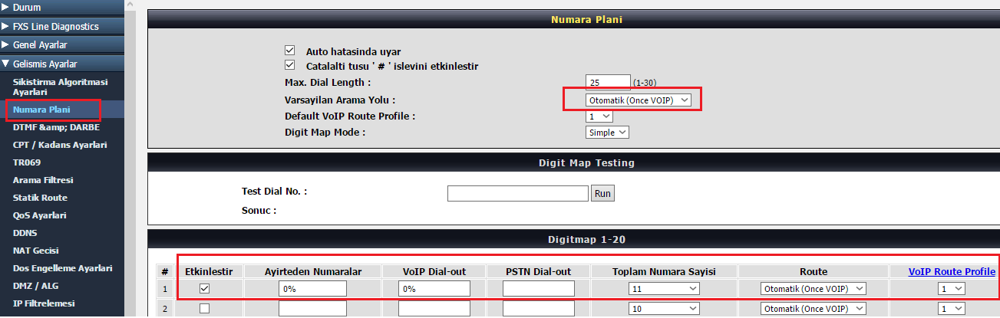 Durum
FXS Line Diagnostics
Genel Ayarlar
Gelismis Ayarlar
Sikistirma Algoritmasi
Ayarlari
Numara Plani
DTMF &amp; DARBE
CPT / Kadans Ayarlari
TR069
Arama Filtresi
Statik Route
QoS Ayarlari
DDNS
NAT Gecisi
Dos Engelleme Ayarlari
DMZ / ALG
IP Filtrelemesi
Numara Plani
Auto hatasinda uyar
Catalalti tusu ' # ' islevini etkinlestir
Max. Dial Length : 25 (1-30)
Varsayilan Arama Yolu : Otomatik (Once VOIP)
Default VoIP Route Profile : 1
Digit Map Mode : Simple
Digit Map Testing
Test Dial No. : Run
Sonuc :
Digitmap 1-20
# Etkinlestir Ayirteden Numaralar VoIP Dial-out PSTN Dial-out Toplam Numara Sayisi Route VoIP Route Profile
1 0% 0% 11 Otomatik (Once VOIP) 1
2 10 Otomatik (Once VOIP) 1